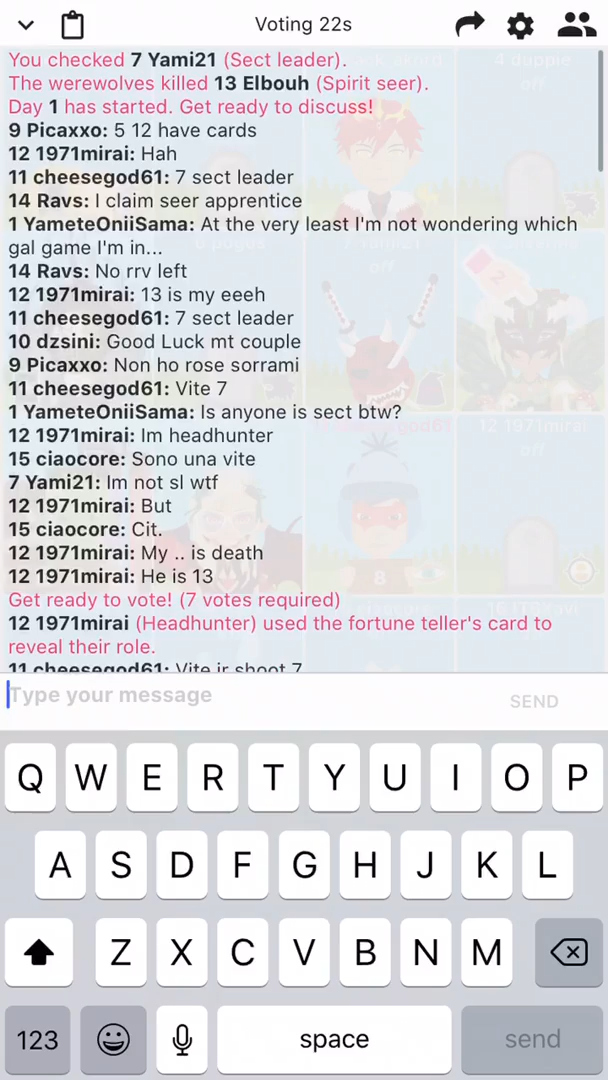 Voting 22s
You checked 7 Yami21 (Sect leader).
The werewolves killed 13 Elbouh (Spirit seer).
Day 1 has started. Get ready to discuss!
9 Picaxxo: 5 12 have cards
12 1971mirai: Hah
11 cheesegod61: 7 sect leader
14 Ravs: I claim seer apprentice
1 YameteOniiSama: At the very least I'm not wondering which
gal game I'm in...
14 Ravs: No rrv left
12 1971mirai: 13 is my eeeh
11 cheesegod61: 7 sect leader
10 dzsini: Good Luck mt couple
9 Picaxxo: Non ho rose sorrami
11 cheesegod61: Vite 7
1 YameteOniiSama: Is anyone is sect btw?
12 1971mirai: Im headhunter
15 ciaocore: Sono una vite
7 Yami21: Im not sl wtf
12 1971mirai: But
15 ciaocore: Cit.
12 1971mirai: My .. is death
12 1971mirai: He is 13
Get ready to vote! (7 votes required)
12 1971mirai (Headhunter) used the fortune teller's card to
reveal their role.
11 cheesegod61: Vite jr shoot 7
Type your message
SEND
Q W E R T Y U I O P
A S D F G H J K L
Z X C V B N M
123 space send